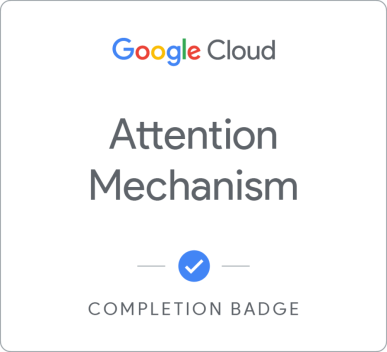 Google Cloud
Attention
Mechanism
COMPLETION BADGE